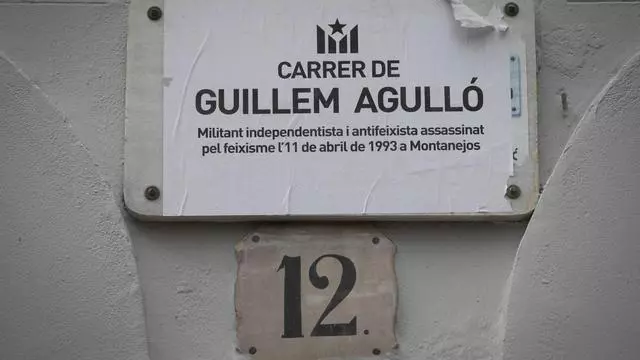 CARRER DE
GUILLEM AGULLÓ
Militant independentista i antifeixista assassinat
pel feixisme l'11 de abril de 1993 a Montanejos
12.